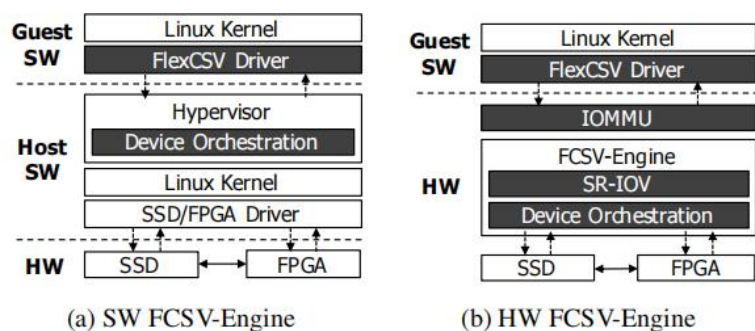 Guest SW
Linux Kernel
FlexCSV Driver
Host SW
Hypervisor
Device Orchestration
Linux Kernel
SSD/FPGA Driver
HW
SSD
FPGA
(a) SW FCSV-Engine
Guest SW
Linux Kernel
FlexCSV Driver
IOMMU
HW
FCSV-Engine
SR-IOV
Device Orchestration
SSD
FPGA
(b) HW FCSV-Engine